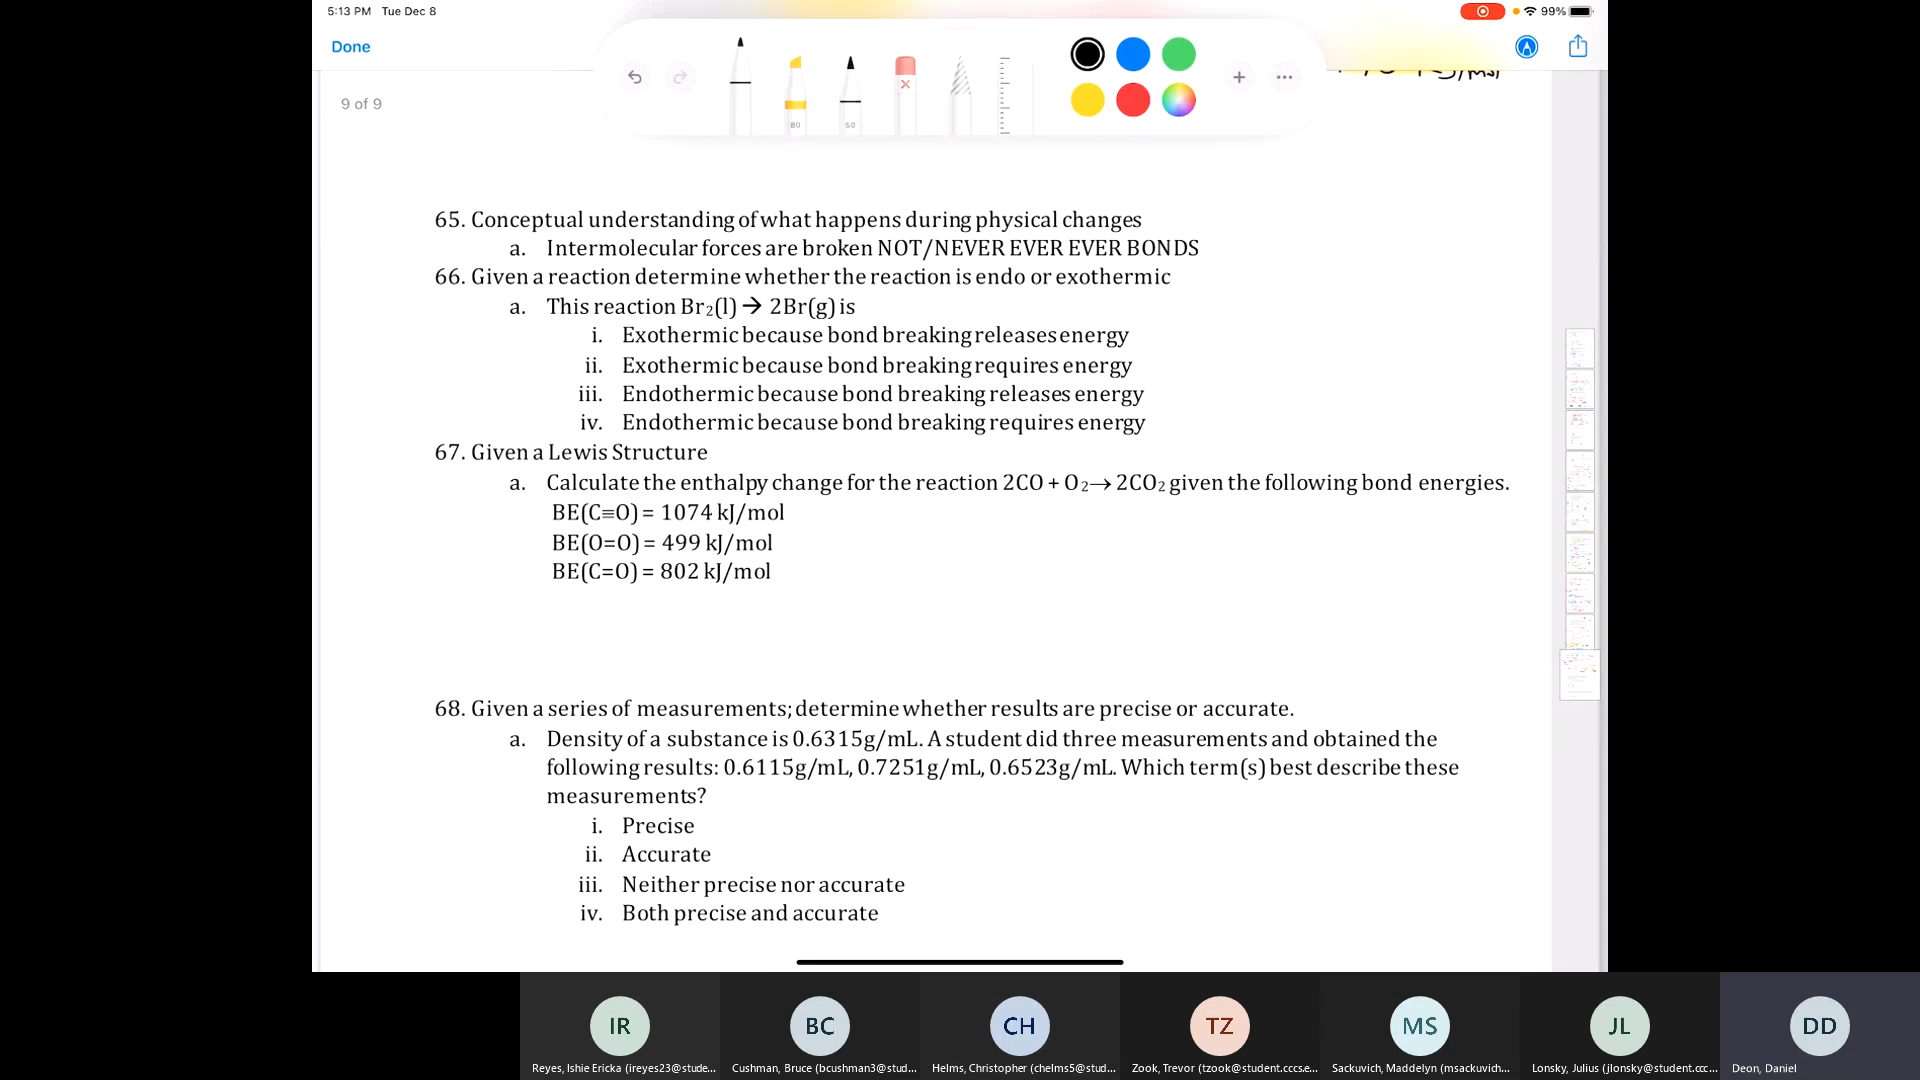 5:13 PM Tue Dec 8
99%
Done
80
50
9 of 9
65. Conceptual understanding of what happens during physical changes
a. Intermolecular forces are broken NOT/NEVER EVER EVER BONDS
66. Given a reaction determine whether the reaction is endo or exothermic
a. This reaction Br₂(l) → 2Br(g) is
i. Exothermic because bond breaking releases energy
ii. Exothermic because bond breaking requires energy
iii. Endothermic because bond breaking releases energy
iv. Endothermic because bond breaking requires energy
67. Given a Lewis Structure
a. Calculate the enthalpy change for the reaction 2CO + O₂→ 2CO₂ given the following bond energies.
BE(C≡O) = 1074 kJ/mol
BE(O=O) = 499 kJ/mol
BE(C=O) = 802 kJ/mol
68. Given a series of measurements; determine whether results are precise or accurate.
a. Density of a substance is 0.6315g/mL. A student did three measurements and obtained the
following results: 0.6115g/mL, 0.7251g/mL, 0.6523g/mL. Which term(s) best describe these
measurements?
i. Precise
ii. Accurate
iii. Neither precise nor accurate
iv. Both precise and accurate
IR BC CH TZ MS JL DD
Reyes, Ishie Ericka (ireyes23@stude... Cushman, Bruce (bcushman3@stud... Helms, Christopher (chelms5@stud... Zook, Trevor (tzook@student.cccs.e... Sackuvich, Maddelyn (msackuvich... Lonsky, Julius (jlonsky@student.ccc... Deon, Daniel